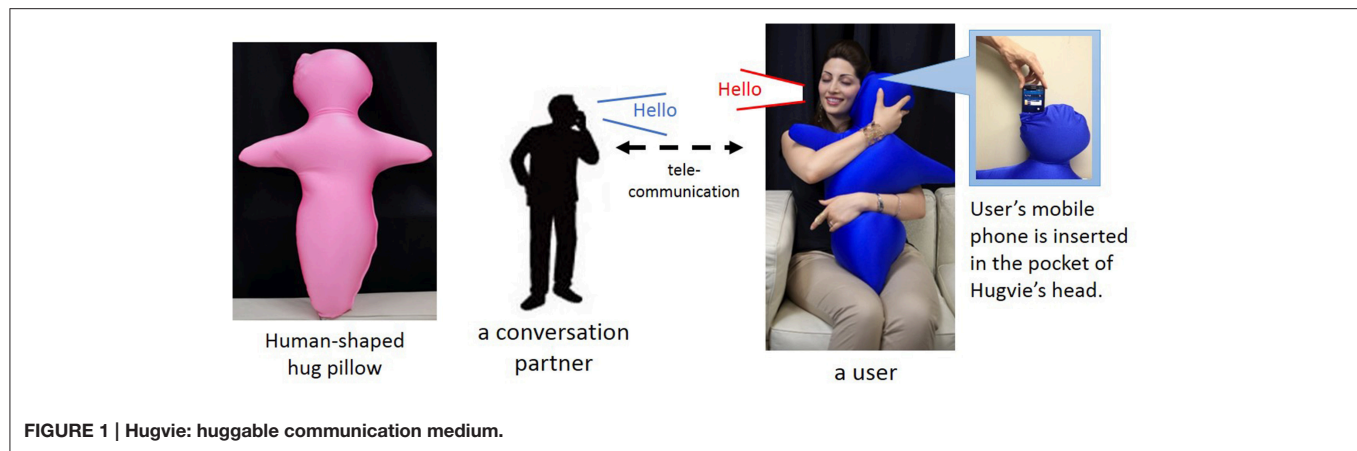 Human-shaped
hug pillow
Hello
tele-
communication
a conversation
partner
Hello
a user
User's mobile
phone is inserted
in the pocket of
Hugvie's head.
FIGURE 1 | Hugvie: huggable communication medium.